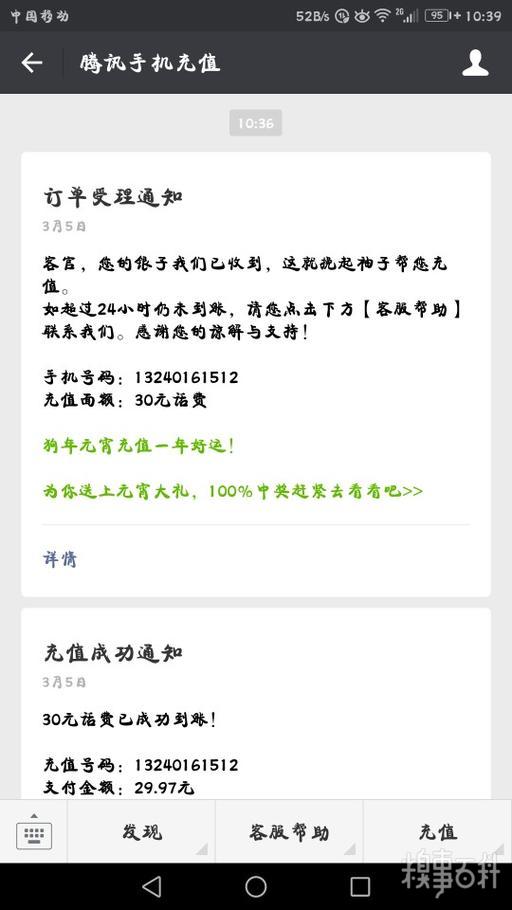 中国移动 52B/s 2G 95 10:39
腾讯手机充值
10:36
订单受理通知
3月5日
客官，您的银子我们已收到，这就挽起袖子帮您充
值。
如超过24小时仍未到账，请您点击下方【客服帮助】
联系我们。感谢您的谅解与支持！
手机号码：13240161512
充值面额：30元话费
狗年元宵充值一年好运！
为你送上元宵大礼，100%中奖赶紧去看看吧>>
详情
充值成功通知
3月5日
30元话费已成功到账！
充值号码：13240161512
支付金额：29.97元
发现 客服帮助 充值
糗事百科